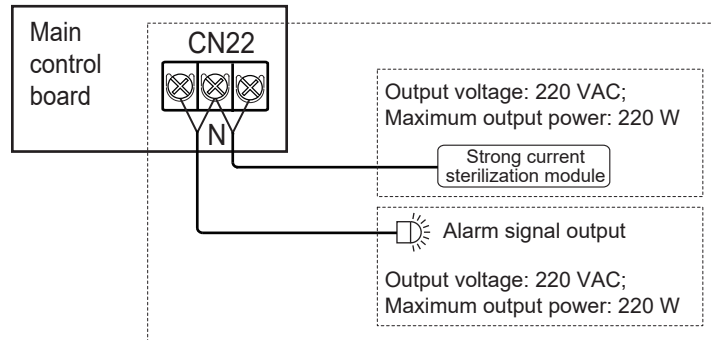 Main
control
board
CN22
N
Output voltage: 220 VAC;
Maximum output power: 220 W
Strong current
sterilization module
Alarm signal output
Output voltage: 220 VAC;
Maximum output power: 220 W